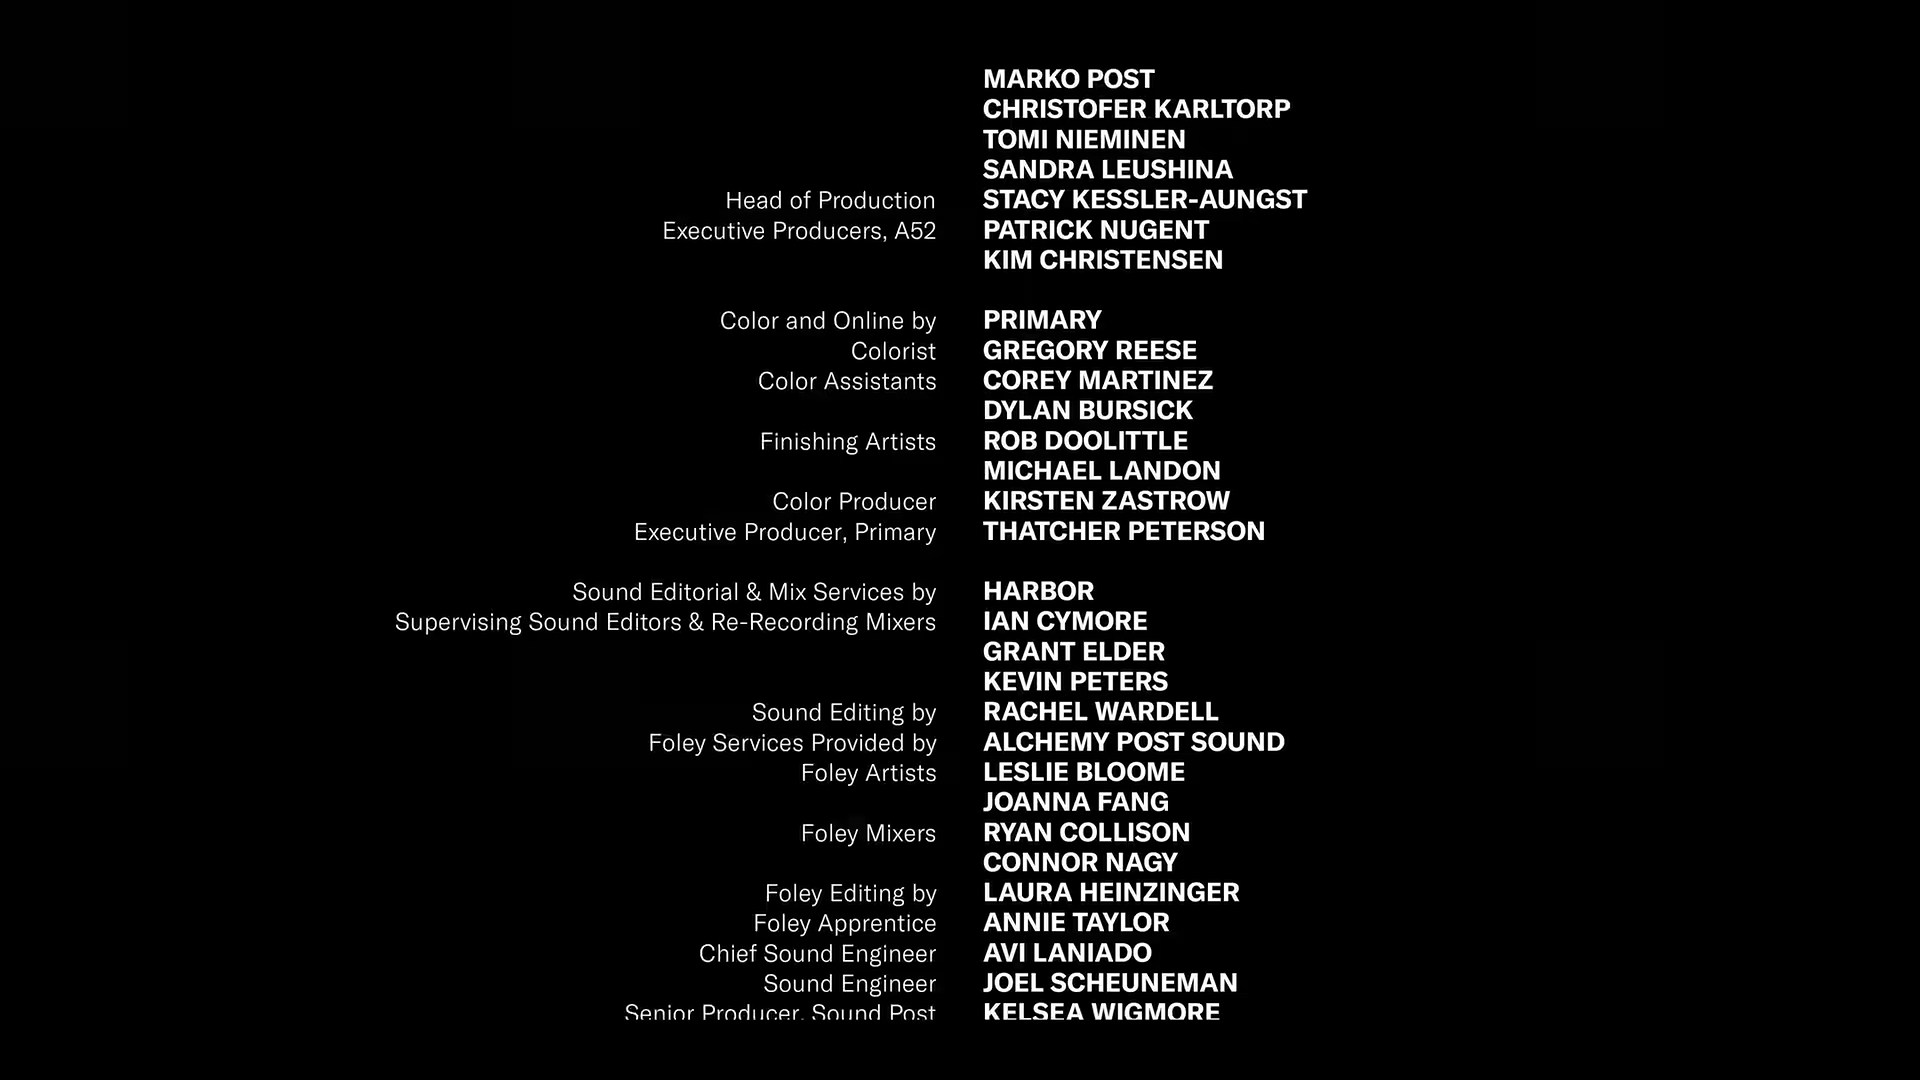 MARKO POST
CHRISTOFER KARLTORP
TOMI NIEMINEN
SANDRA LEUSHINA
Head of Production STACY KESSLER-AUNGST
Executive Producers, A52 PATRICK NUGENT
KIM CHRISTENSEN
Color and Online by PRIMARY
Colorist GREGORY REESE
Color Assistants COREY MARTINEZ
DYLAN BURSICK
Finishing Artists ROB DOOLITTLE
MICHAEL LANDON
Color Producer KIRSTEN ZASTROW
Executive Producer, Primary THATCHER PETERSON
Sound Editorial & Mix Services by HARBOR
Supervising Sound Editors & Re-Recording Mixers IAN CYMORE
GRANT ELDER
KEVIN PETERS
Sound Editing by RACHEL WARDELL
Foley Services Provided by ALCHEMY POST SOUND
Foley Artists LESLIE BLOOME
JOANNA FANG
Foley Mixers RYAN COLLISON
CONNOR NAGY
Foley Editing by LAURA HEINZINGER
Foley Apprentice ANNIE TAYLOR
Chief Sound Engineer AVI LANIADO
Sound Engineer JOEL SCHEUNEMAN
Senior Producer, Sound Post KELSEA WIGMORE